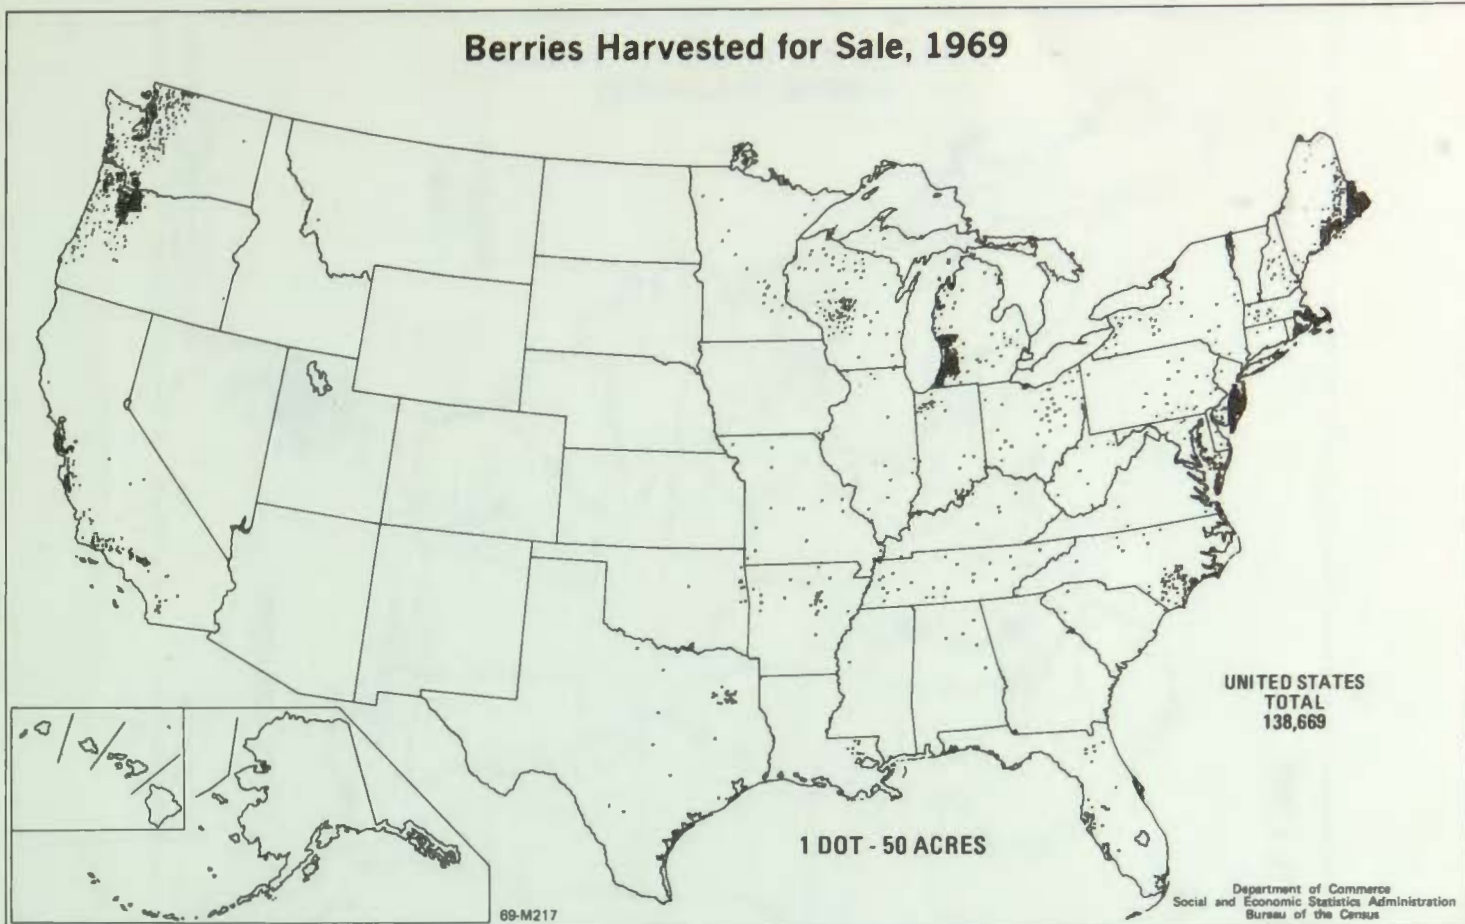 Berries Harvested for Sale, 1969
UNITED STATES
TOTAL
138,669
1 DOT - 50 ACRES
69-M217
Department of Commerce
Social and Economic Statistics Administration
Bureau of the Census